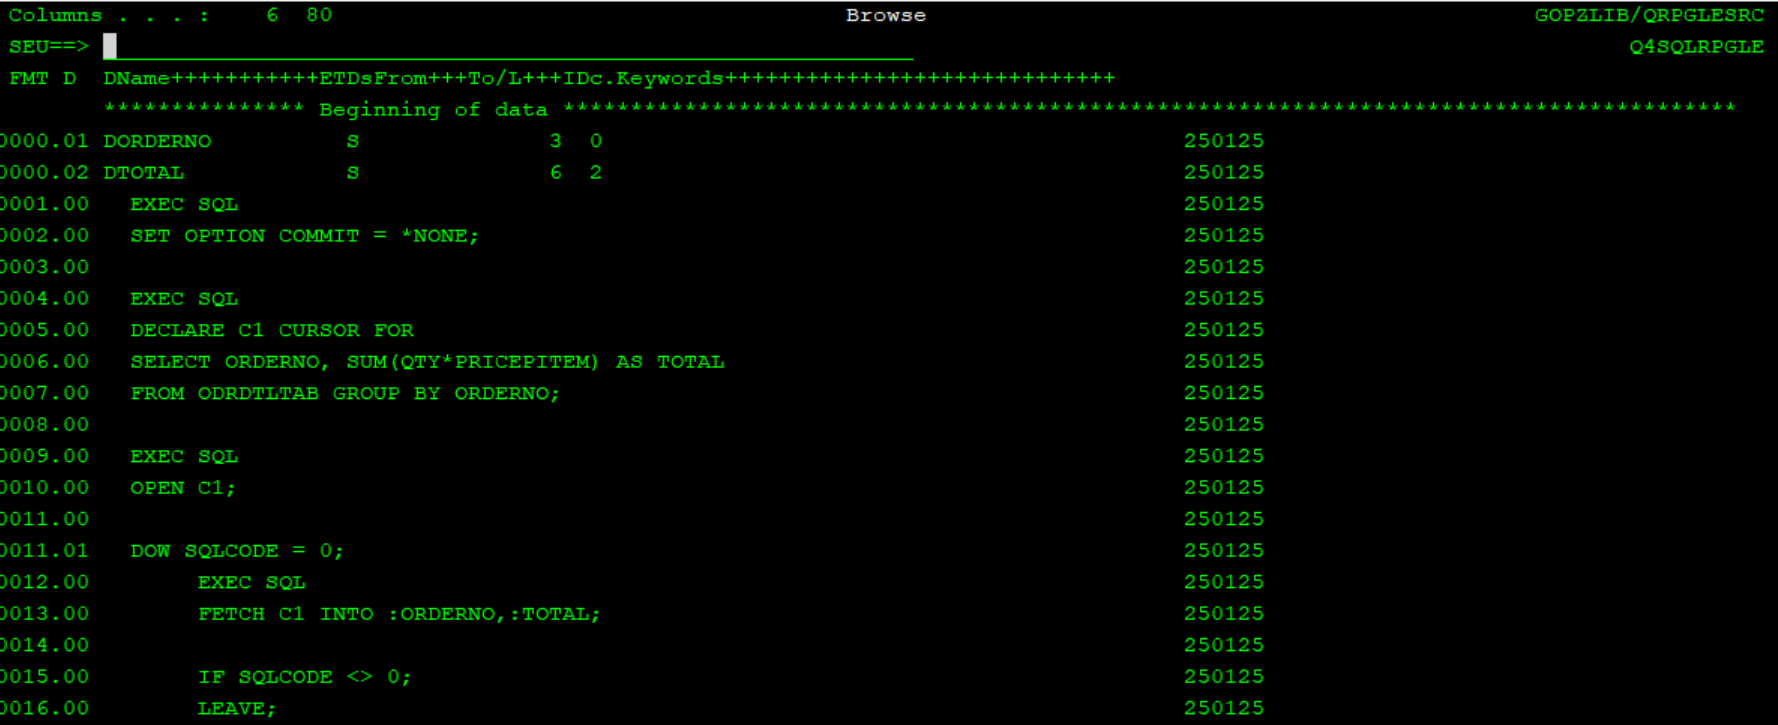 Columns . . . :    6  80                                      Browse                                             GOPZLIB/QRPGLESRC
SEU==>                                                                                                                  Q4SQLRPGLE
FMT D  DName+++++++++++ETDsFrom+++To/L+++IDc.Keywords+++++++++++++++++++++++++++++
       *************** Beginning of data ***************************************************************************************
0000.01 DORDERNO          S              3  0                                           250125
0000.02 DTOTAL            S              6  2                                           250125
0001.00   EXEC SQL                                                                      250125
0002.00   SET OPTION COMMIT = *NONE;                                                    250125
0003.00                                                                                 250125
0004.00   EXEC SQL                                                                      250125
0005.00   DECLARE C1 CURSOR FOR                                                         250125
0006.00   SELECT ORDERNO, SUM(QTY*PRICEPITEM) AS TOTAL                                  250125
0007.00   FROM ODRDTLTAB GROUP BY ORDERNO;                                              250125
0008.00                                                                                 250125
0009.00   EXEC SQL                                                                      250125
0010.00   OPEN C1;                                                                      250125
0011.00                                                                                 250125
0011.01   DOW SQLCODE = 0;                                                              250125
0012.00        EXEC SQL                                                                 250125
0013.00        FETCH C1 INTO :ORDERNO,:TOTAL;                                           250125
0014.00                                                                                 250125
0015.00        IF SQLCODE <> 0;                                                         250125
0016.00        LEAVE;                                                                   250125